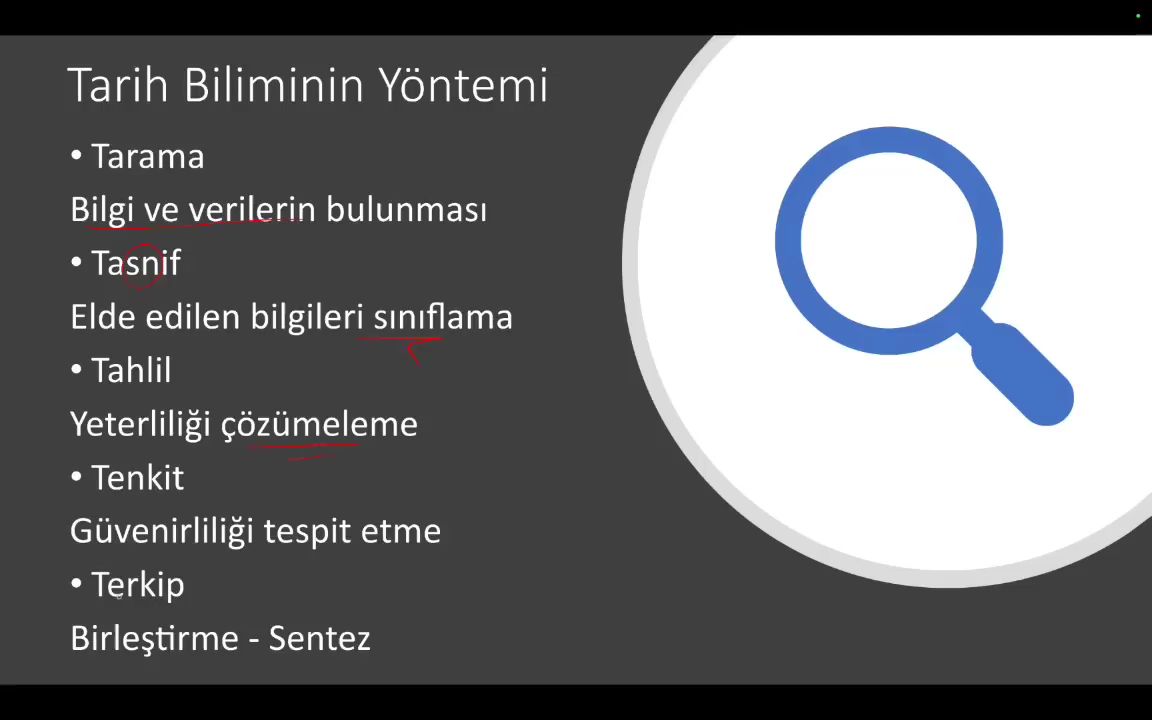 Tarih Biliminin Yöntemi
• Tarama
Bilgi ve verilerin bulunması
• Tasnif
Elde edilen bilgileri sınıflama
• Tahlil
Yeterliliği çözümeleme
• Tenkit
Güvenirliliği tespit etme
• Terkip
Birleştirme - Sentez